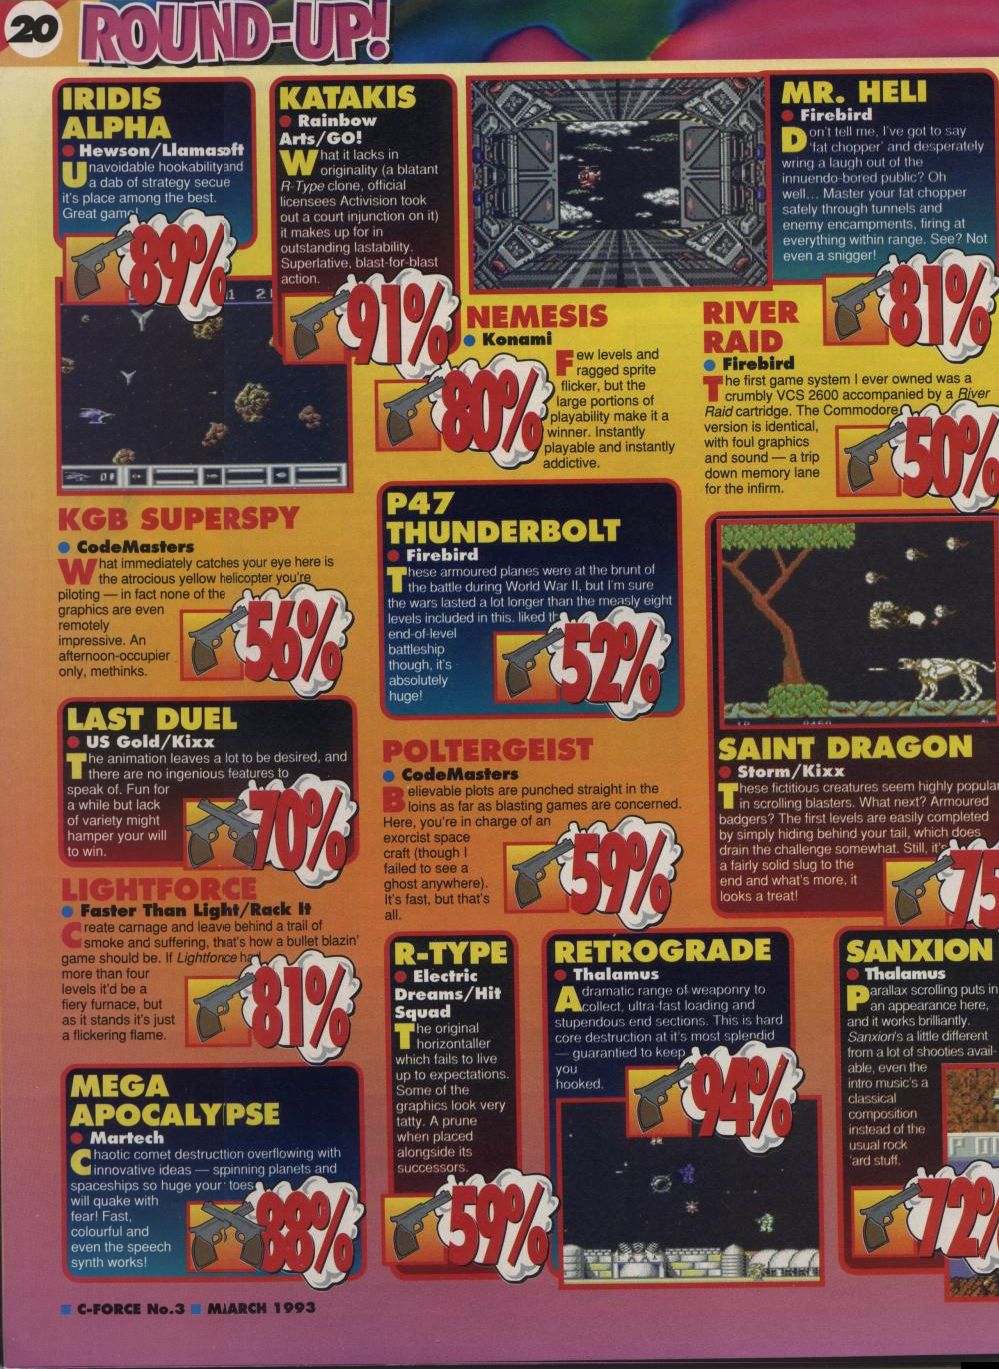 20 ROUND-UP!
IRIDIS
ALPHA
Hewson/Llamasoft
Unavoidable hookability and
a dab of strategy secue
it's place among the best.
Great game!
89%
KGB SUPERSPY
CodeMasters
What immediately catches your eye here is
the atrocious yellow helicopter you're
piloting — in fact none of the
graphics are even
remotely
impressive. An
afternoon-occupier
only, methinks.
56%
LAST DUEL
US Gold/Kixx
The animation leaves a lot to be desired, and
there are no ingenious features to
speak of. Fun for
a while but lack
of variety might
hamper your will
to win.
70%
LIGHTFORCE
Faster Than Light/Rack It
Create carnage and leave behind a trail of
smoke and suffering, that's how a bullet blazin'
game should be. If Lightforce ha
more than four
levels it'd be a
fiery furnace, but
as it stands it's just
a flickering flame.
81%
MEGA
APOCALYPSE
Martech
Chaotic comet destruction overflowing with
innovative ideas — spinning planets and
spaceships so huge your toes
will quake with
fear! Fast,
colourful and
even the speech
synth works!
88%
KATAKIS
Rainbow
Arts/GO!
What it lacks in
originality (a blatant
R-Type clone, official
licensees Activision took
out a court injunction on it)
it makes up for in
outstanding lastability.
Superlative, blast-for-blast
action.
91%
NEMESIS
Konami
Few levels and
ragged sprite
flicker, but the
large portions of
playability make it a
winner. Instantly
playable and instantly
addictive.
80%
P47
THUNDERBOLT
Firebird
These armoured planes were at the brunt of
the battle during World War II, but I'm sure
the wars lasted a lot longer than the measly eight
levels included in this. liked th
end-of-level
battleship
though, it's
absolutely
huge!
52%
POLTERGEIST
CodeMasters
Believable plots are punched straight in the
loins as far as blasting games are concerned.
Here, you're in charge of an
exorcist space
craft (though I
failed to see a
ghost anywhere).
It's fast, but that's
all.
59%
R-TYPE
Electric
Dreams/Hit
Squad
The original
horizontaller
which fails to live
up to expectations.
Some of the
graphics look very
tatty. A prune
when placed
alongside its
successors.
59%
RETROGRADE
Thalamus
A dramatic range of weaponry to
collect, ultra-fast loading and
stupendous end sections. This is hard
core destruction at it's most splendid
— guarantied to keep
you
hooked.
94%
MR. HELI
Firebird
Don't tell me, I've got to say
'fat chopper' and desperately
wring a laugh out of the
innuendo-bored public? Oh
well... Master your fat chopper
safely through tunnels and
enemy encampments, firing at
everything within range. See? Not
even a snigger!
81%
RIVER
RAID
Firebird
The first game system I ever owned was a
crumbly VCS 2600 accompanied by a River
Raid cartridge. The Commodore
version is identical,
with foul graphics
and sound — a trip
down memory lane
for the infirm.
50%
SAINT DRAGON
Storm/Kixx
These fictitious creatures seem highly popular
in scrolling blasters. What next? Armoured
badgers? The first levels are easily completed
by simply hiding behind your tail, which does
drain the challenge somewhat. Still, it's
a fairly solid slug to the
end and what's more, it
looks a treat!
75
SANXION
Thalamus
Parallax scrolling puts in
an appearance here,
and it works brilliantly.
Sanxion's a little different
from a lot of shooties avail-
able, even the
intro music's a
classical
composition
instead of the
usual rock
'ard stuff.
72%
C-FORCE No.3 MARCH 1993